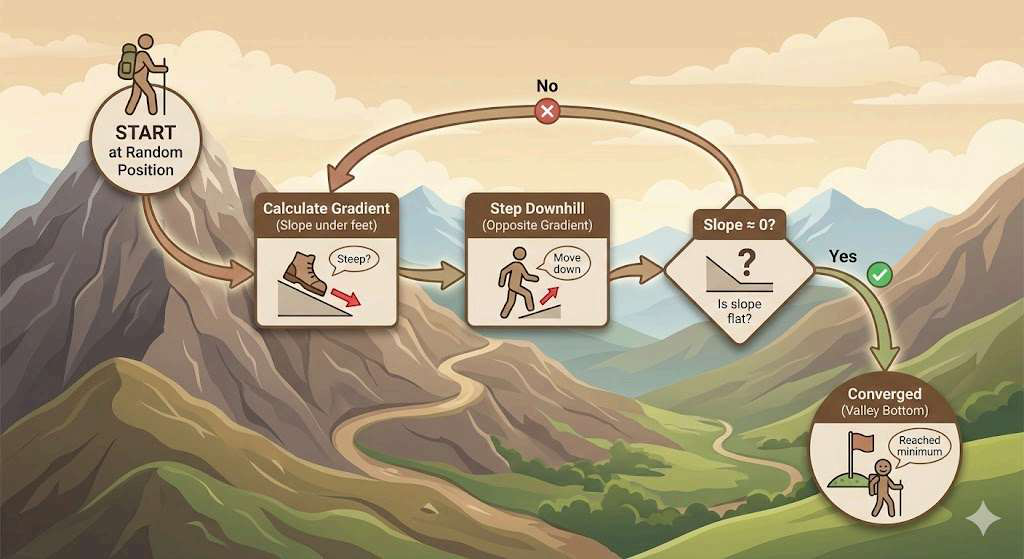 No
START
at Random
Position
Calculate Gradient
(Slope under feet)
Steep?
Step Downhill
(Opposite Gradient)
Move
down
Slope ≈ 0?
?
Is slope
flat?
Yes
Converged
(Valley Bottom)
Reached
minimum